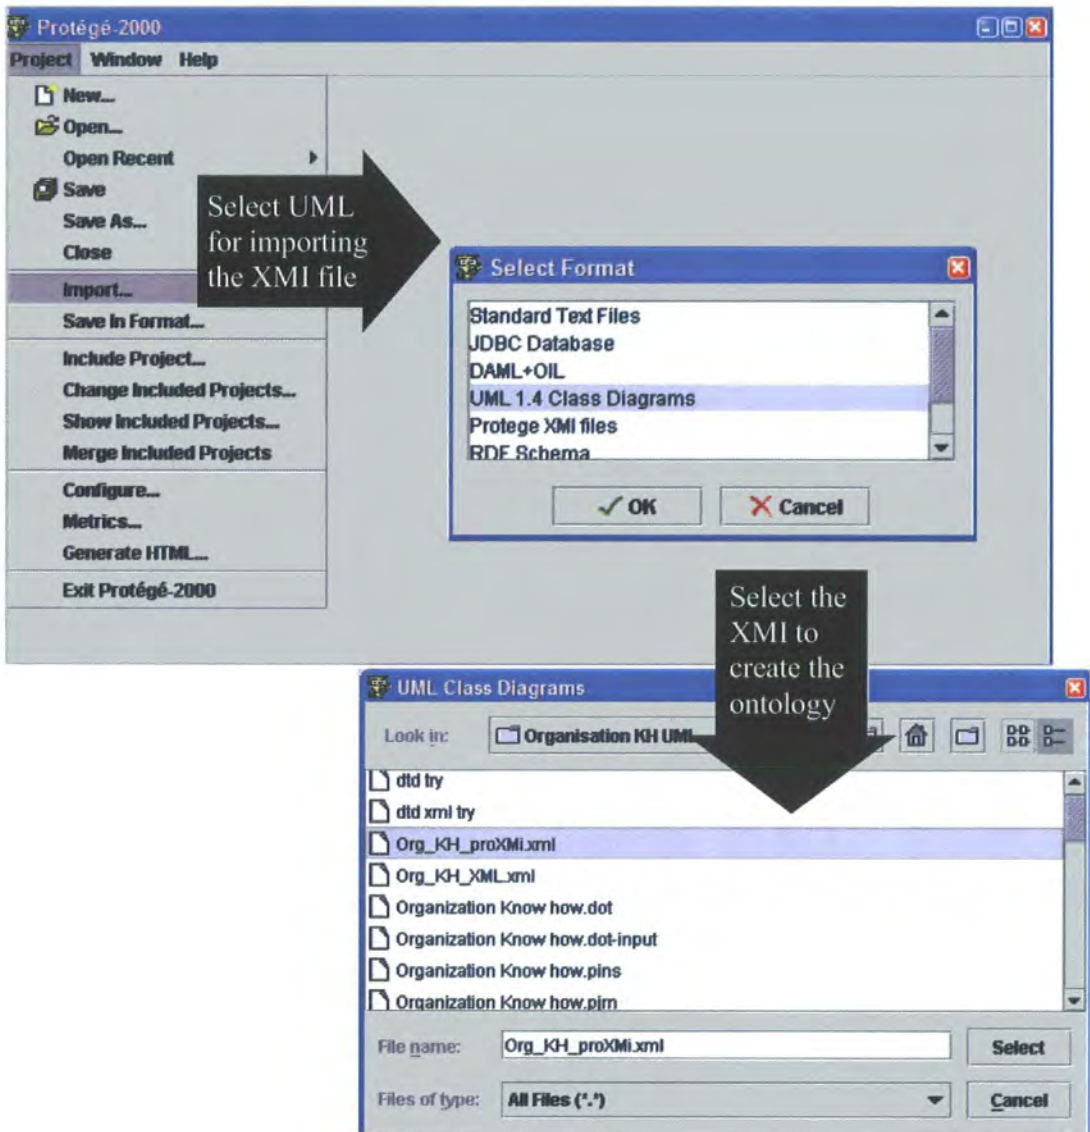 Protégé-2000
Project Window Help
New...
Open...
Open Recent
Save
Save As...
Close
Import...
Save In Format...
Include Project...
Change Included Projects...
Show Included Projects...
Merge Included Projects
Configure...
Metrics...
Generate HTML...
Exit Protégé-2000
Select UML
for importing
the XMI file
Select Format
Standard Text Files
JDBC Database
DAML+OIL
UML 1.4 Class Diagrams
Protege XMI files
RDF Schema
OK Cancel
Select the
XMI to
create the
ontology
UML Class Diagrams
Look in: Organisation KH UML
dtd try
dtd xml try
Org_KH_proXMi.xml
Org_KH_XML.xml
Organization Know how.dot
Organization Know how.dot-input
Organization Know how.pins
Organization Know how.pjrn
File name: Org_KH_proXMi.xml Select
Files of type: All Files (*.*) Cancel